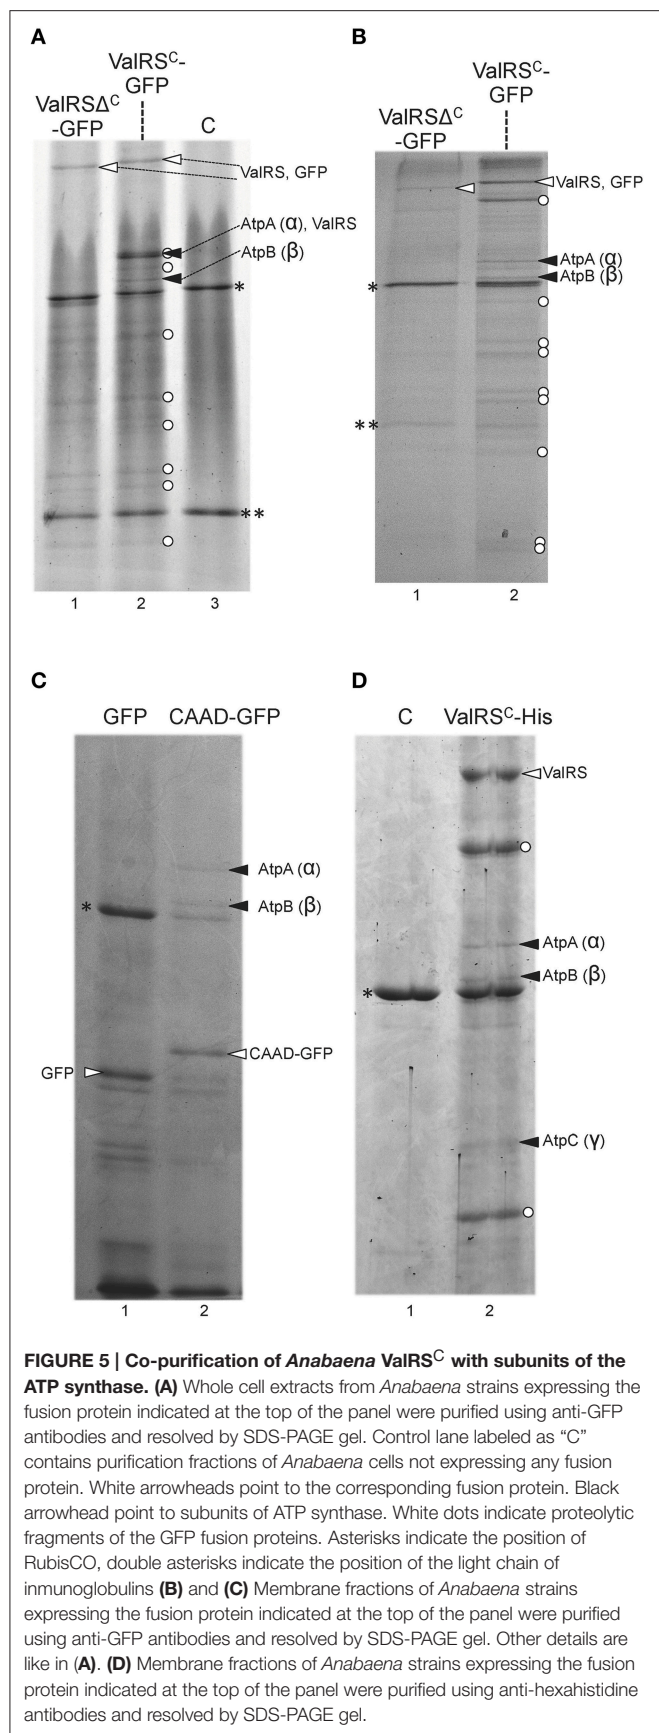 A
ValRSΔC
-GFP
ValRSC-
GFP
C
ValRS, GFP
AtpA (α), ValRS
AtpB (β)
*
**
1 2 3
B
ValRSΔC
-GFP
ValRSC-
GFP
ValRS, GFP
AtpA (α)
AtpB (β)
*
**
1 2
C
GFP CAAD-GFP
AtpA (α)
*
AtpB (β)
CAAD-GFP
GFP
1 2
D
C ValRSC-His
ValRS
AtpA (α)
AtpB (β)
*
AtpC (γ)
1 2
FIGURE 5 | Co-purification of Anabaena ValRSC with subunits of the
ATP synthase. (A) Whole cell extracts from Anabaena strains expressing the
fusion protein indicated at the top of the panel were purified using anti-GFP
antibodies and resolved by SDS-PAGE gel. Control lane labeled as “C”
contains purification fractions of Anabaena cells not expressing any fusion
protein. White arrowheads point to the corresponding fusion protein. Black
arrowhead point to subunits of ATP synthase. White dots indicate proteolytic
fragments of the GFP fusion proteins. Asterisks indicate the position of
RubisCO, double asterisks indicate the position of the light chain of
inmunoglobulins (B) and (C) Membrane fractions of Anabaena strains
expressing the fusion protein indicated at the top of the panel were purified
using anti-GFP antibodies and resolved by SDS-PAGE gel. Other details are
like in (A). (D) Membrane fractions of Anabaena strains expressing the fusion
protein indicated at the top of the panel were purified using anti-hexahistidine
antibodies and resolved by SDS-PAGE gel.